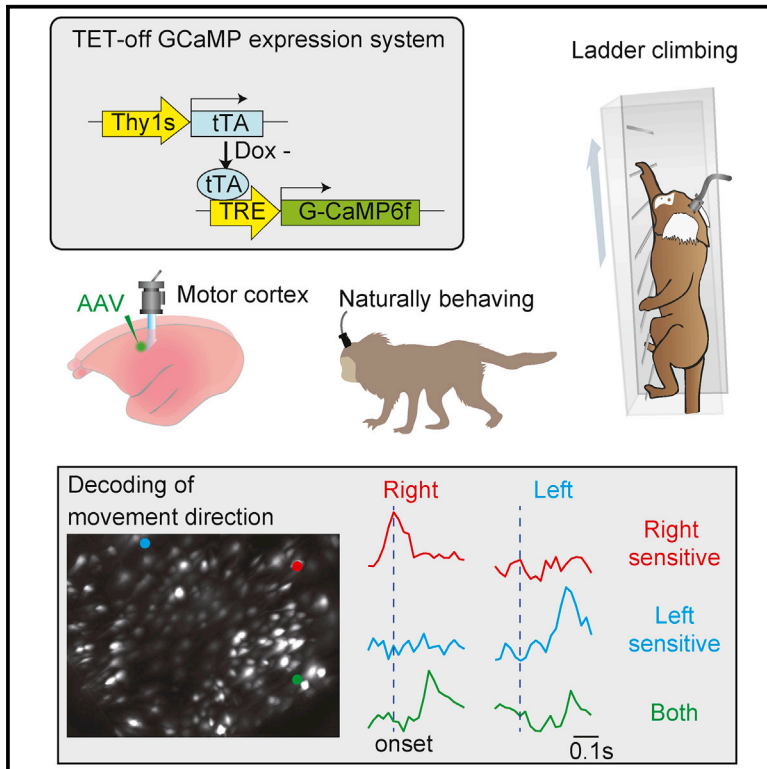 TET-off GCaMP expression system
Thy1s
tTA
Dox -
tTA
TRE
G-CaMP6f
Ladder climbing
AAV
Motor cortex
Naturally behaving
Decoding of
movement direction
Right
Left
Right
sensitive
Left
sensitive
Both
onset
0.1s